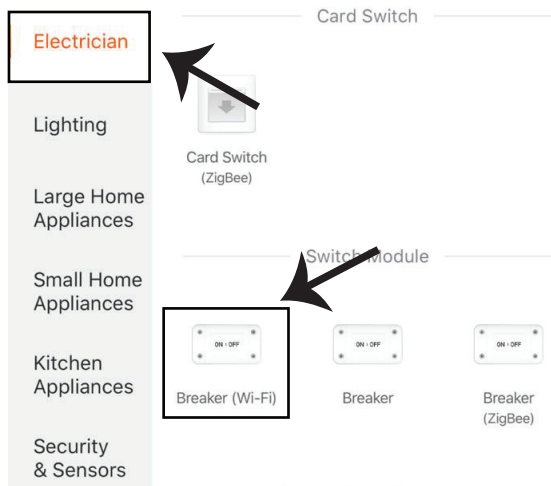 Electrician
Lighting
Large Home
Appliances
Small Home
Appliances
Kitchen
Appliances
Security
& Sensors
Card Switch
Card Switch
(ZigBee)
Switch Module
ON OFF
Breaker (Wi-Fi)
ON OFF
Breaker
ON OFF
Breaker
(ZigBee)